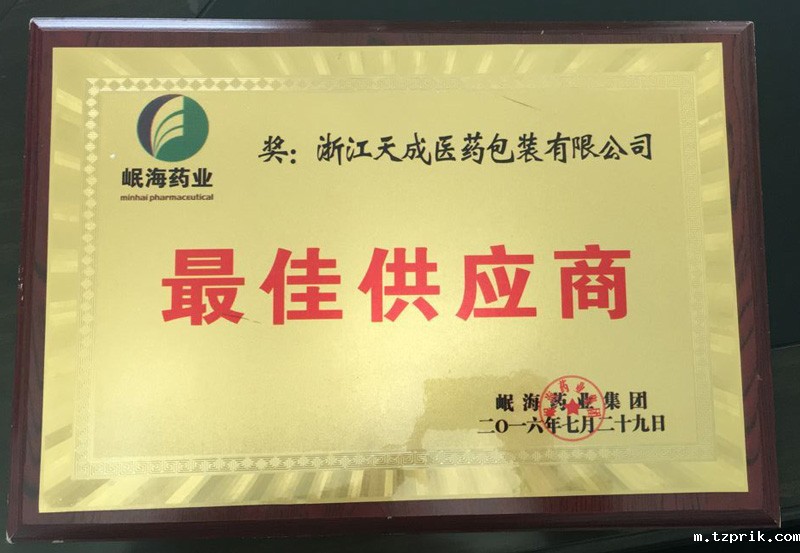 岷海药业
minhai pharmaceutical
奖：浙江天成医药包装有限公司
最佳供应商
岷海药业集团
二〇一六年七月二十九日
m.tzprik.com